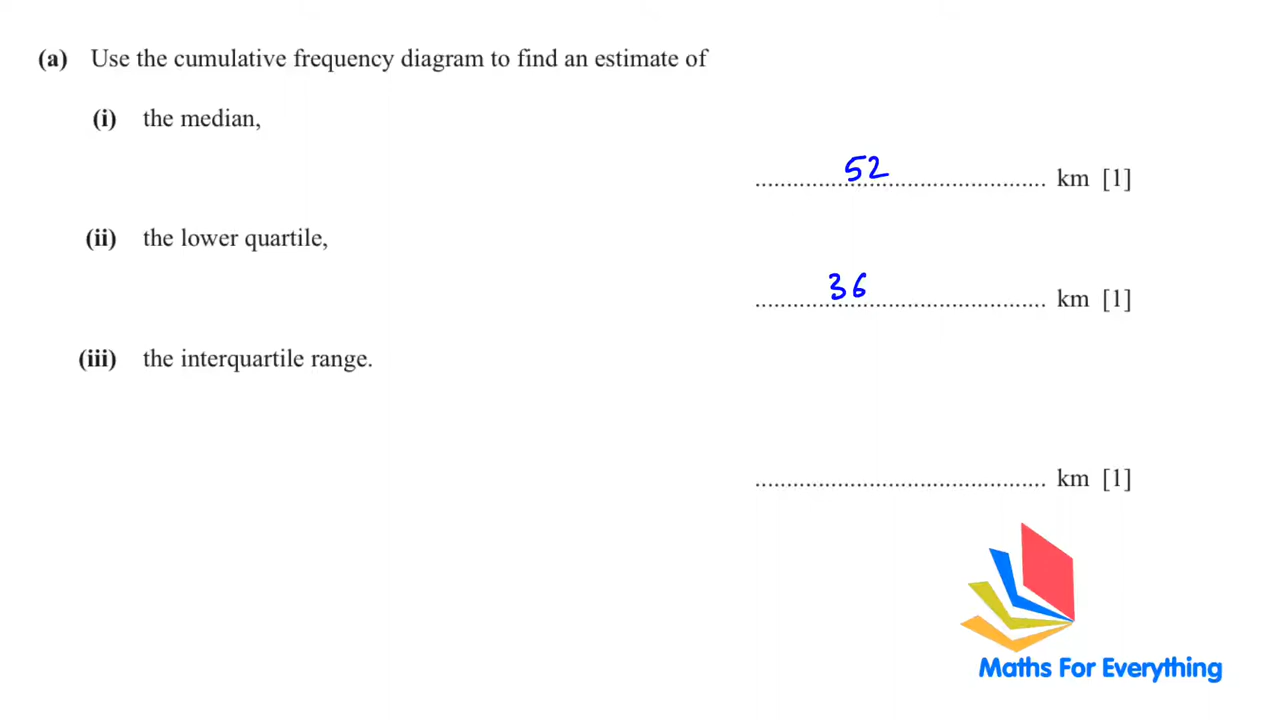 (a) Use the cumulative frequency diagram to find an estimate of
(i) the median,
52
........................................... km [1]
(ii) the lower quartile,
36
........................................... km [1]
(iii) the interquartile range.
........................................... km [1]
Maths For Everything